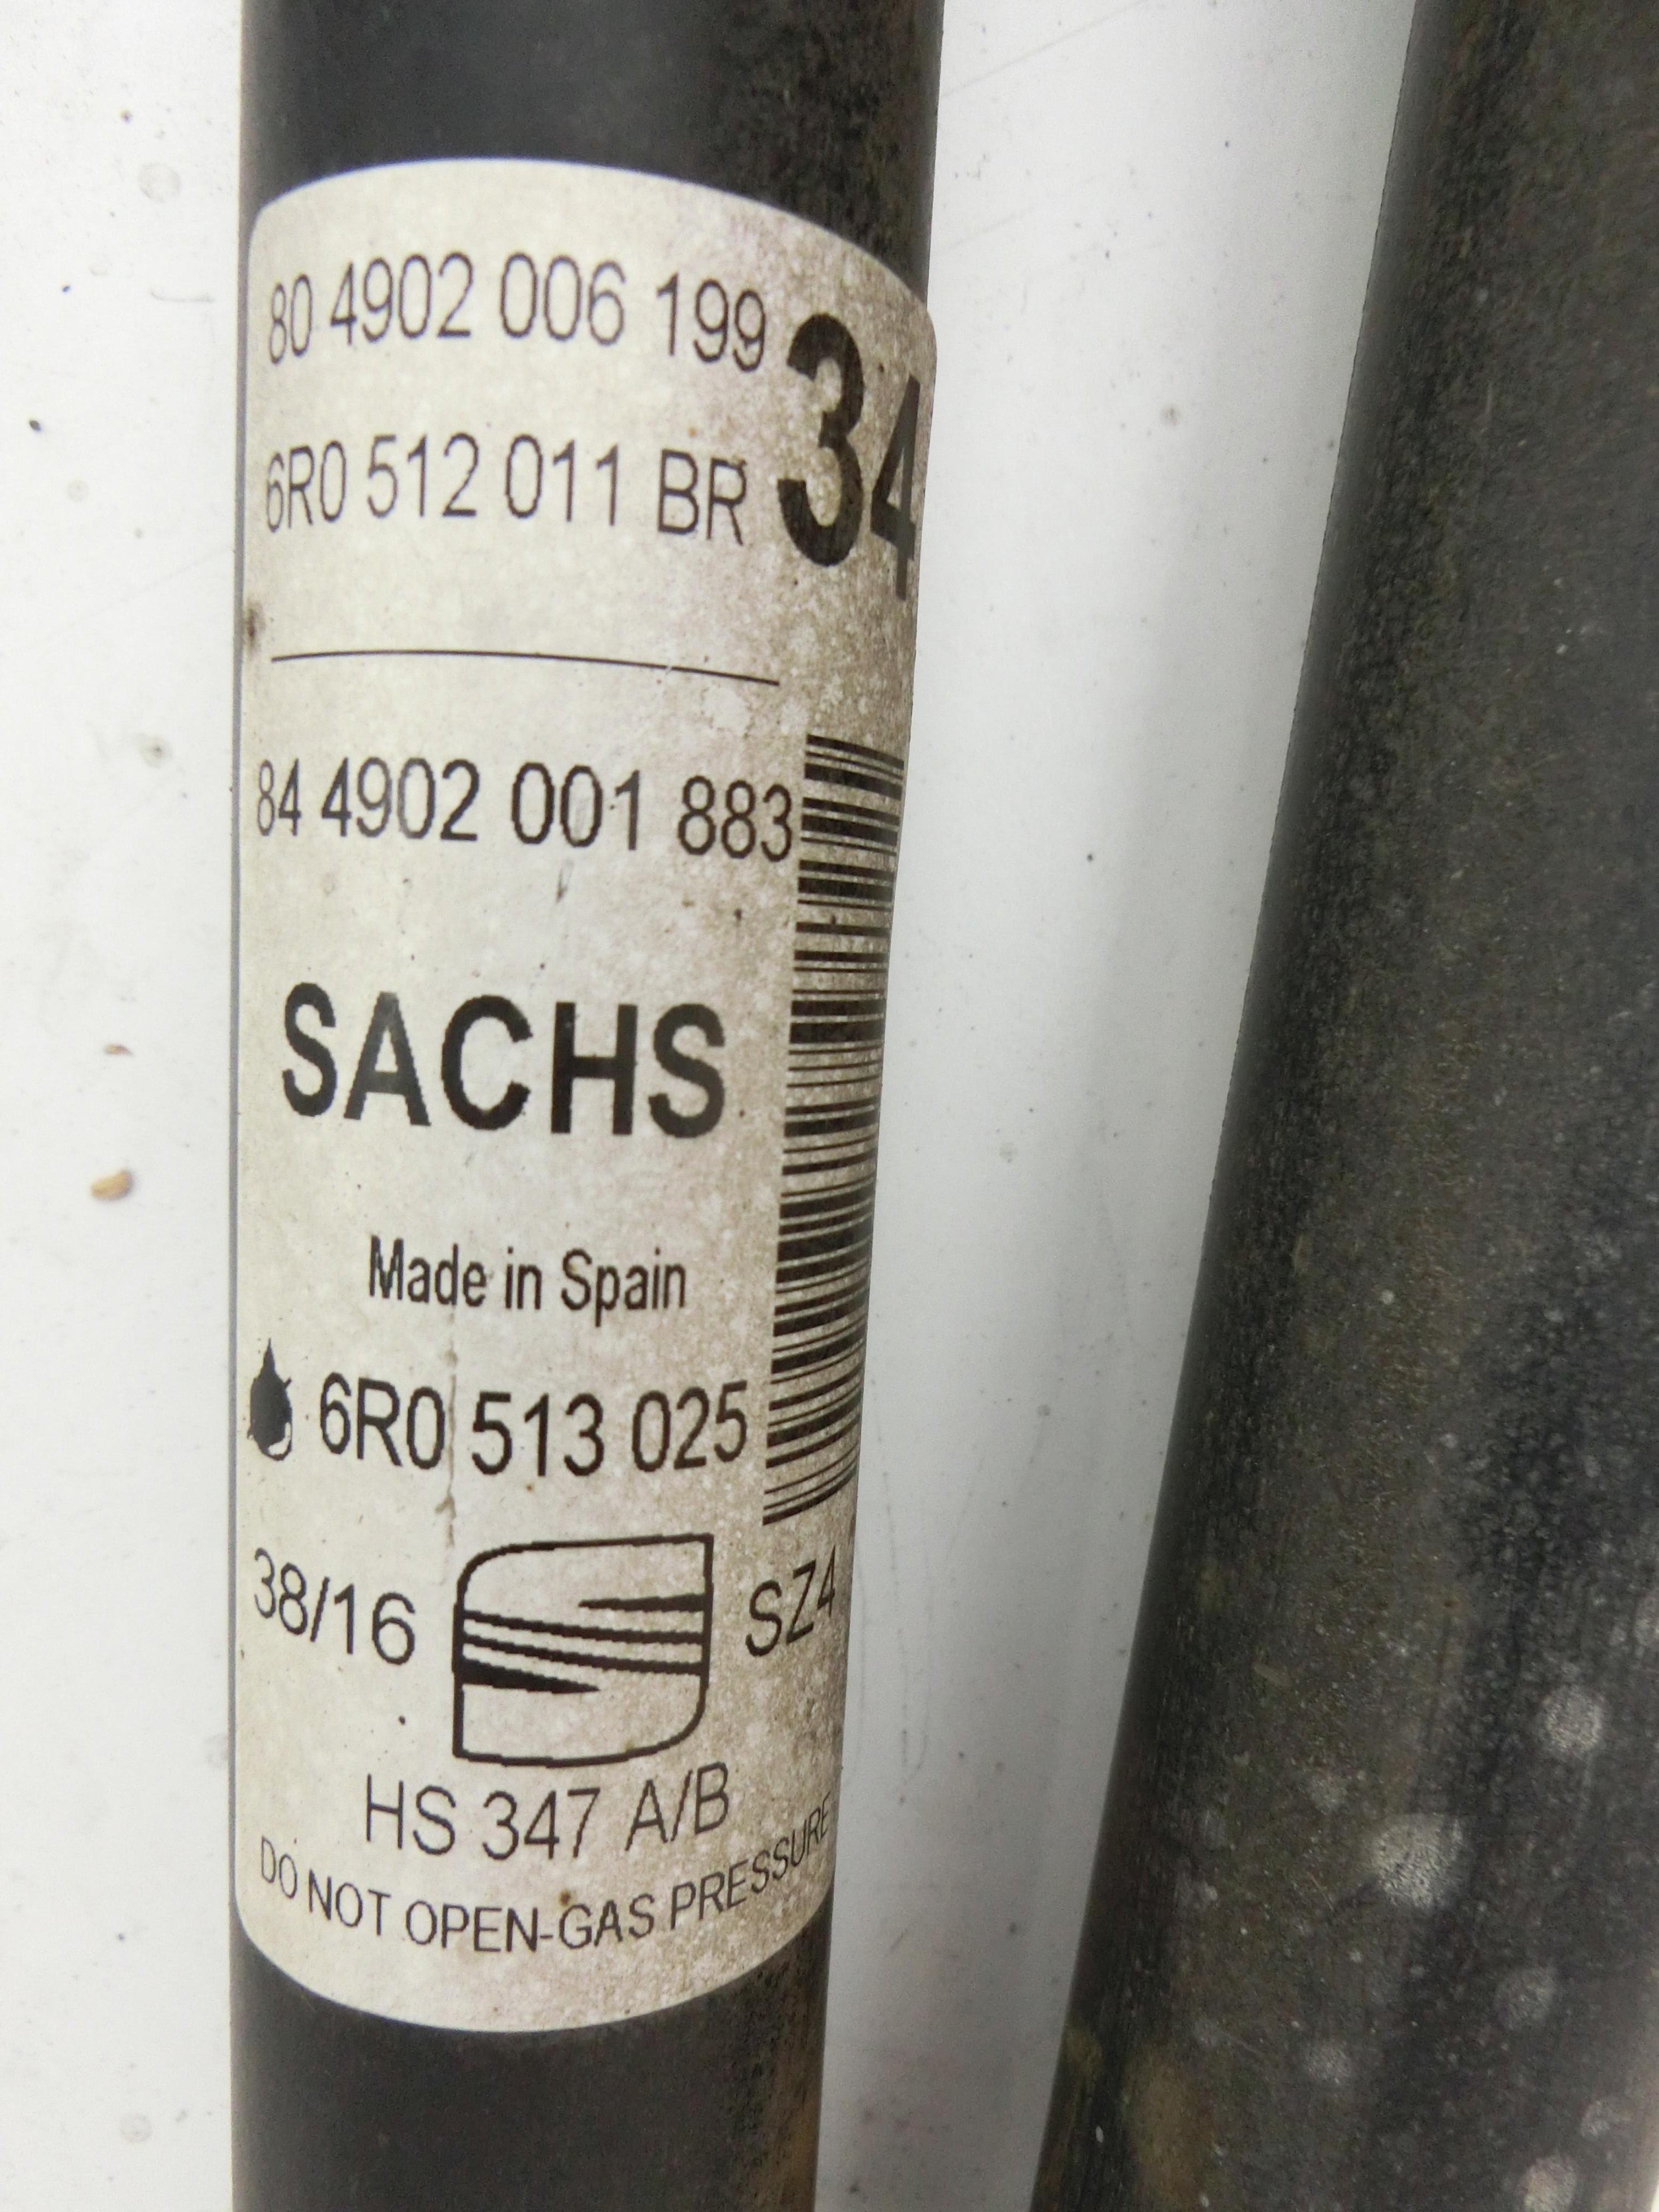 80 4902 006 199
34
6R0 512 011 BR
84 4902 001 883
SACHS
Made in Spain
6R0 513 025
38/16
SZ4
HS 347 A/B
DO NOT OPEN-GAS PRESSURE